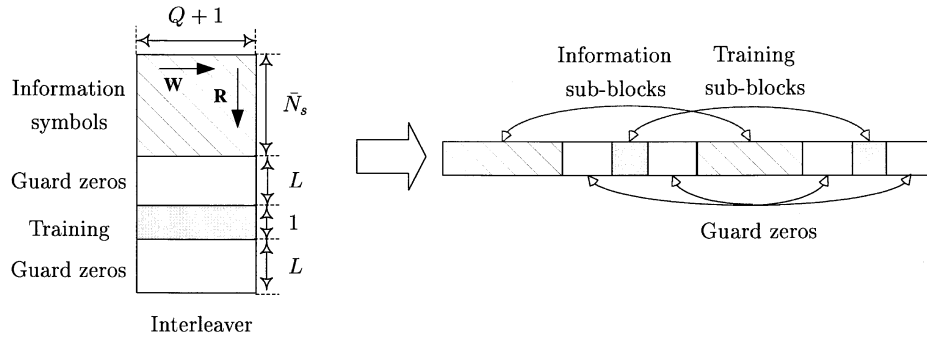 Q + 1
Information
symbols
W
R
N̄s
Guard zeros
L
Training
1
Guard zeros
L
Interleaver
Information
sub-blocks
Training
sub-blocks
Guard zeros